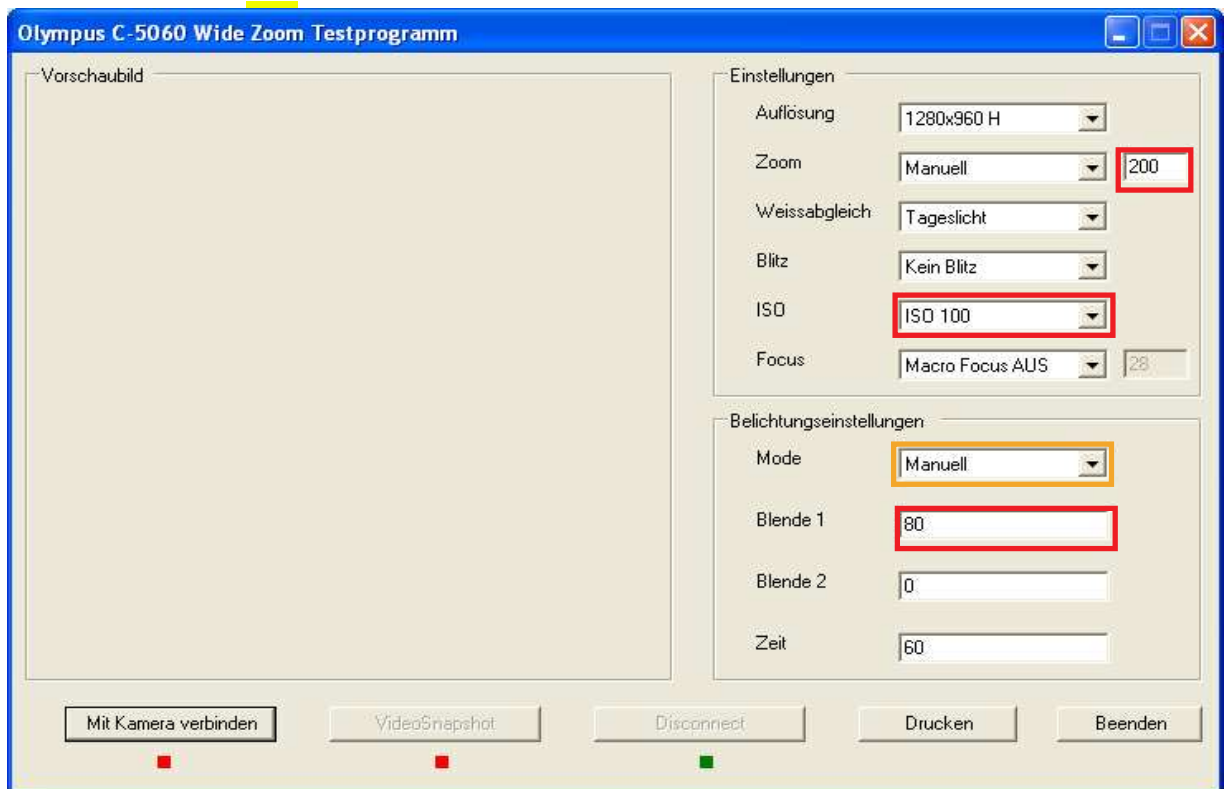 Olympus C-5060 Wide Zoom Testprogramm
Vorschaubild
Einstellungen
Auflösung 1280x960 H
Zoom Manuell 200
Weissabgleich Tageslicht
Blitz Kein Blitz
ISO ISO 100
Focus Macro Focus AUS 28
Belichtungseinstellungen
Mode Manuell
Blende 1 80
Blende 2 0
Zeit 60
Mit Kamera verbinden VideoSnapshot Disconnect Drucken Beenden